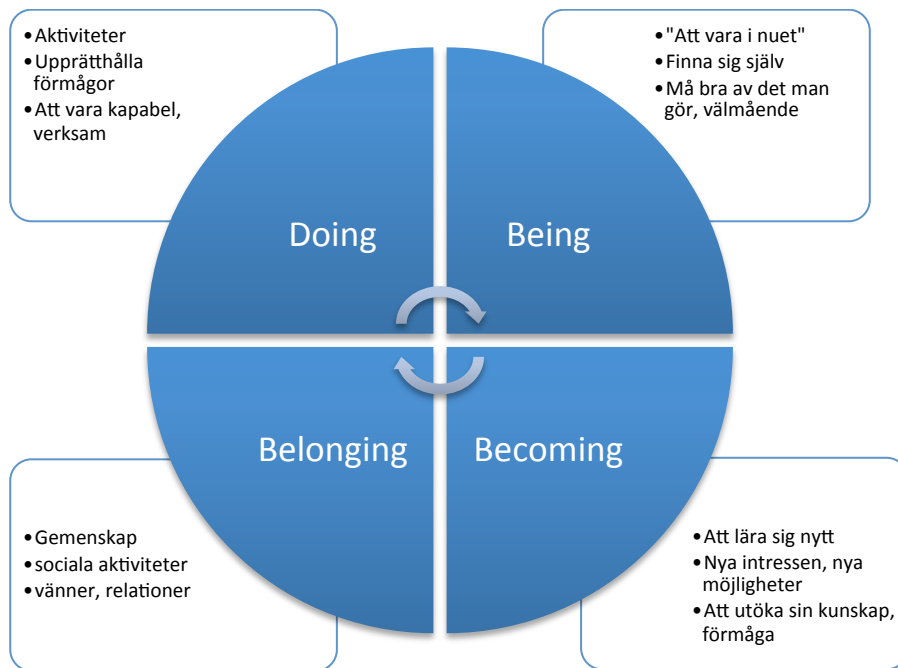 •Aktiviteter
•Upprätthålla
förmågor
•Att vara kapabel,
verksam
•"Att vara i nuet"
•Finna sig själv
•Må bra av det man
gör, välmående
Doing
Being
Belonging
Becoming
•Gemenskap
•sociala aktiviteter
•vänner, relationer
•Att lära sig nytt
•Nya intressen, nya
möjligheter
•Att utöka sin kunskap,
förmåga